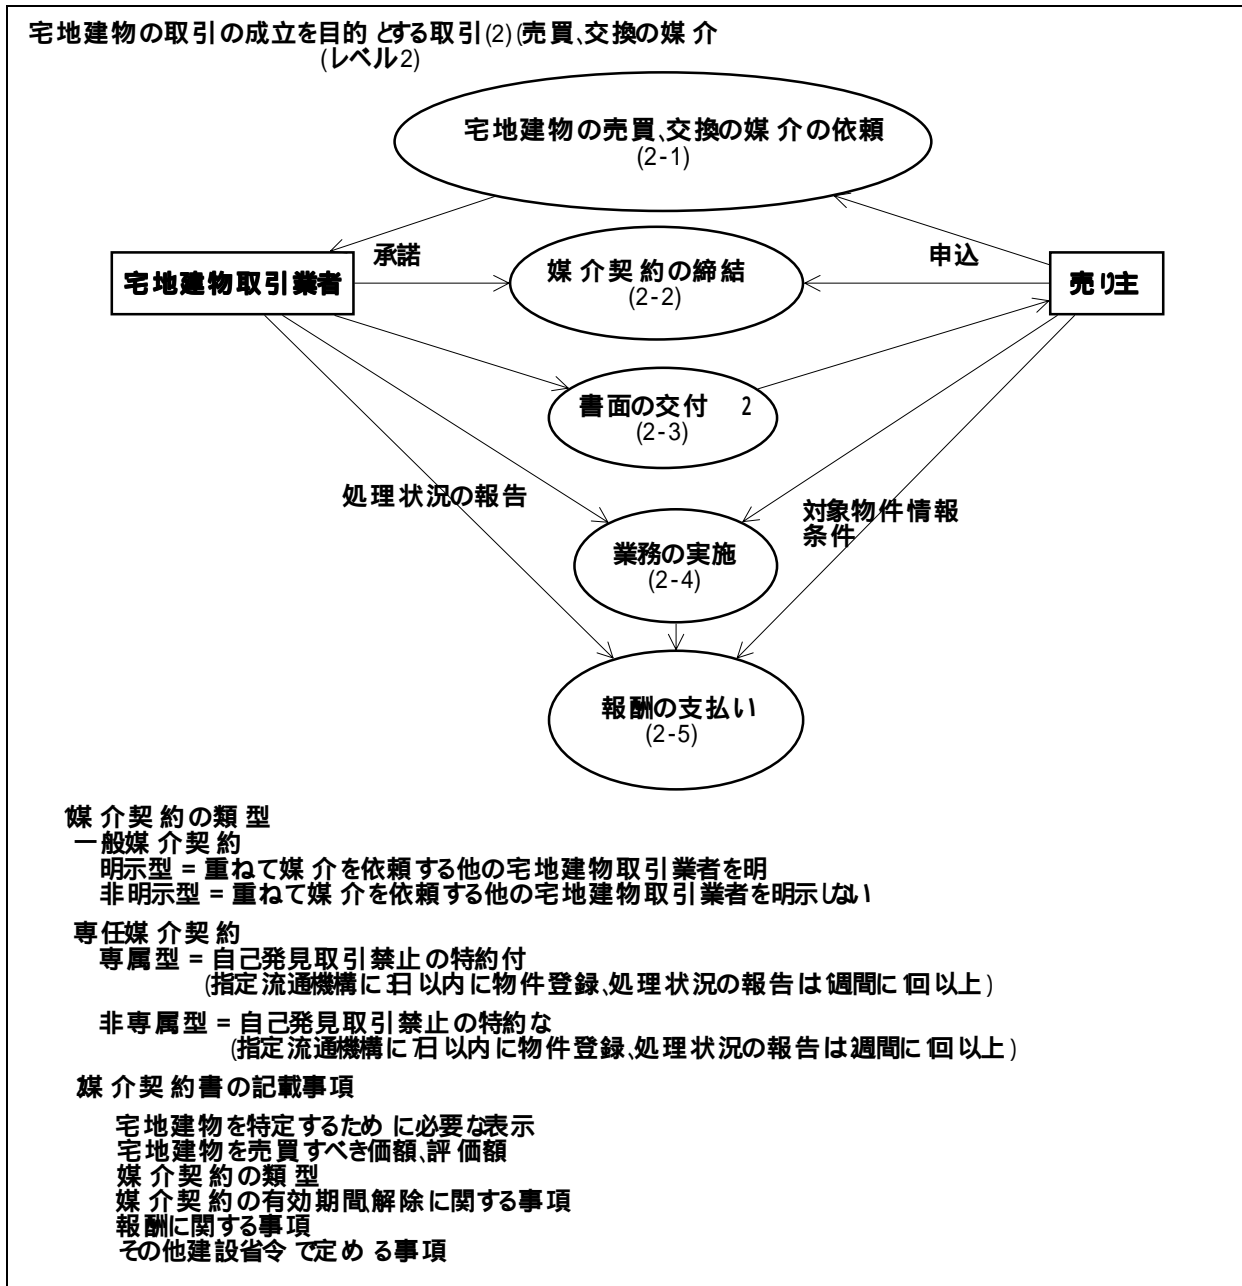 宅地建物の取引の成立を目的とする取引(2)(売買、交換の媒介
(レベル2)
宅地建物の売買、交換の媒介の依頼
(2-1)
承諾
申込
宅地建物取引業者
媒介契約の締結
(2-2)
売り主
書面の交付 2
(2-3)
処理状況の報告
対象物件情報
条件
業務の実施
(2-4)
報酬の支払い
(2-5)
媒介契約の類型
一般媒介契約
明示型=重ねて媒介を依頼する他の宅地建物取引業者を明
非明示型=重ねて媒介を依頼する他の宅地建物取引業者を明示しない
専任媒介契約
専属型=自己発見取引禁止の特約付
(指定流通機構に3日以内に物件登録、処理状況の報告は1週間に1回以上)
非専属型=自己発見取引禁止の特約な
(指定流通機構に7日以内に物件登録、処理状況の報告は2週間に1回以上)
媒介契約書の記載事項
宅地建物を特定するために必要な表示
宅地建物を売買すべき価額、評価額
媒介契約の類型
媒介契約の有効期間、解除に関する事項
報酬に関する事項
その他建設省令で定める事項